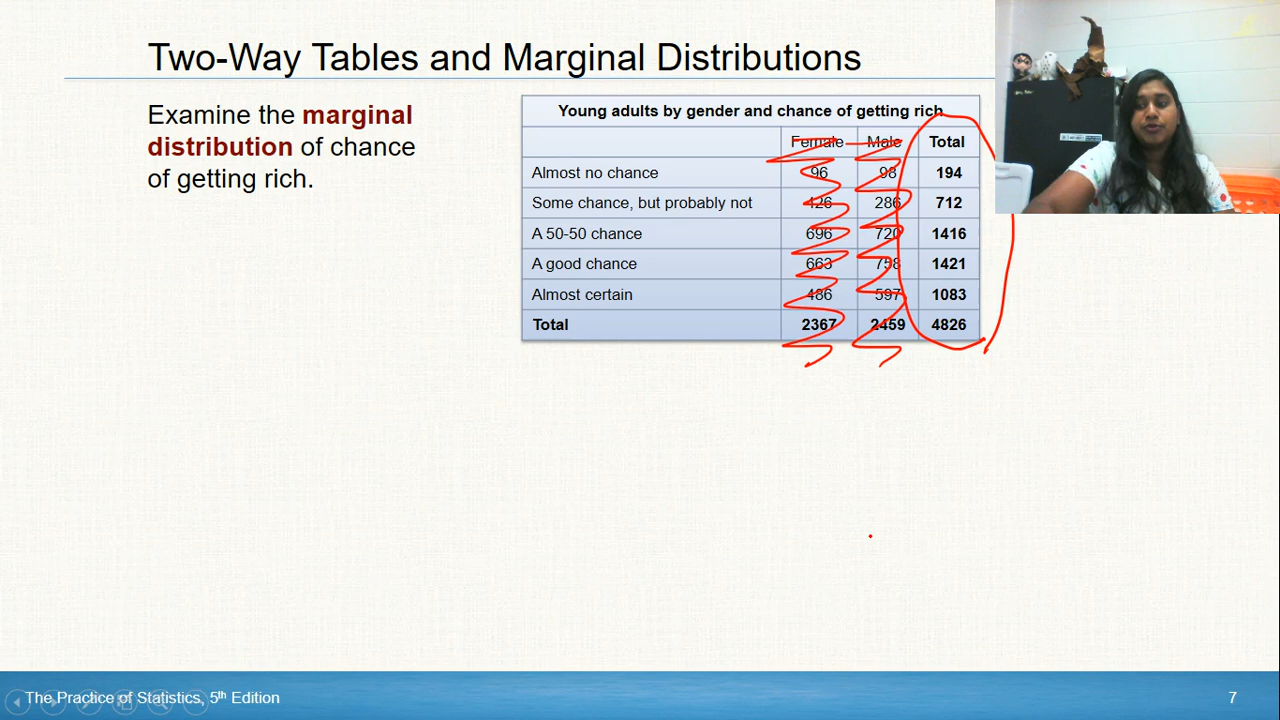 Two-Way Tables and Marginal Distributions
Examine the marginal
distribution of chance
of getting rich.
Young adults by gender and chance of getting rich
Female Male Total
Almost no chance 96 98 194
Some chance, but probably not 426 286 712
A 50-50 chance 696 720 1416
A good chance 663 758 1421
Almost certain 486 597 1083
Total 2367 2459 4826
The Practice of Statistics, 5th Edition
7